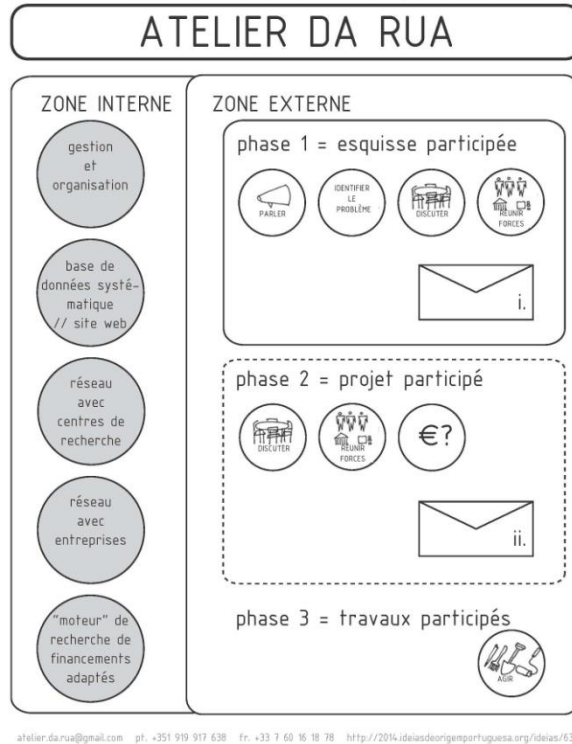 ATELIER DA RUA
ZONE INTERNE
gestion
et
organisation
base de
données systé-
matique
// site web
réseau
avec
centres de
recherche
réseau
avec
entreprises
"moteur" de
recherche de
financements
adaptés
ZONE EXTERNE
phase 1 = esquisse participée
PARLER
IDENTIFIER
LE
PROBLÈME
DISCUTER
RÉUNIR
FORCES
i.
phase 2 = projet participé
DISCUTER
RÉUNIR
FORCES
€?
ii.
phase 3 = travaux participés
AGIR
atelier.da.rua@gmail.com pt. +351 919 917 638 fr. +33 7 60 16 18 78 http://2014.ideiasdeorigemportuguesa.org/ideias/63